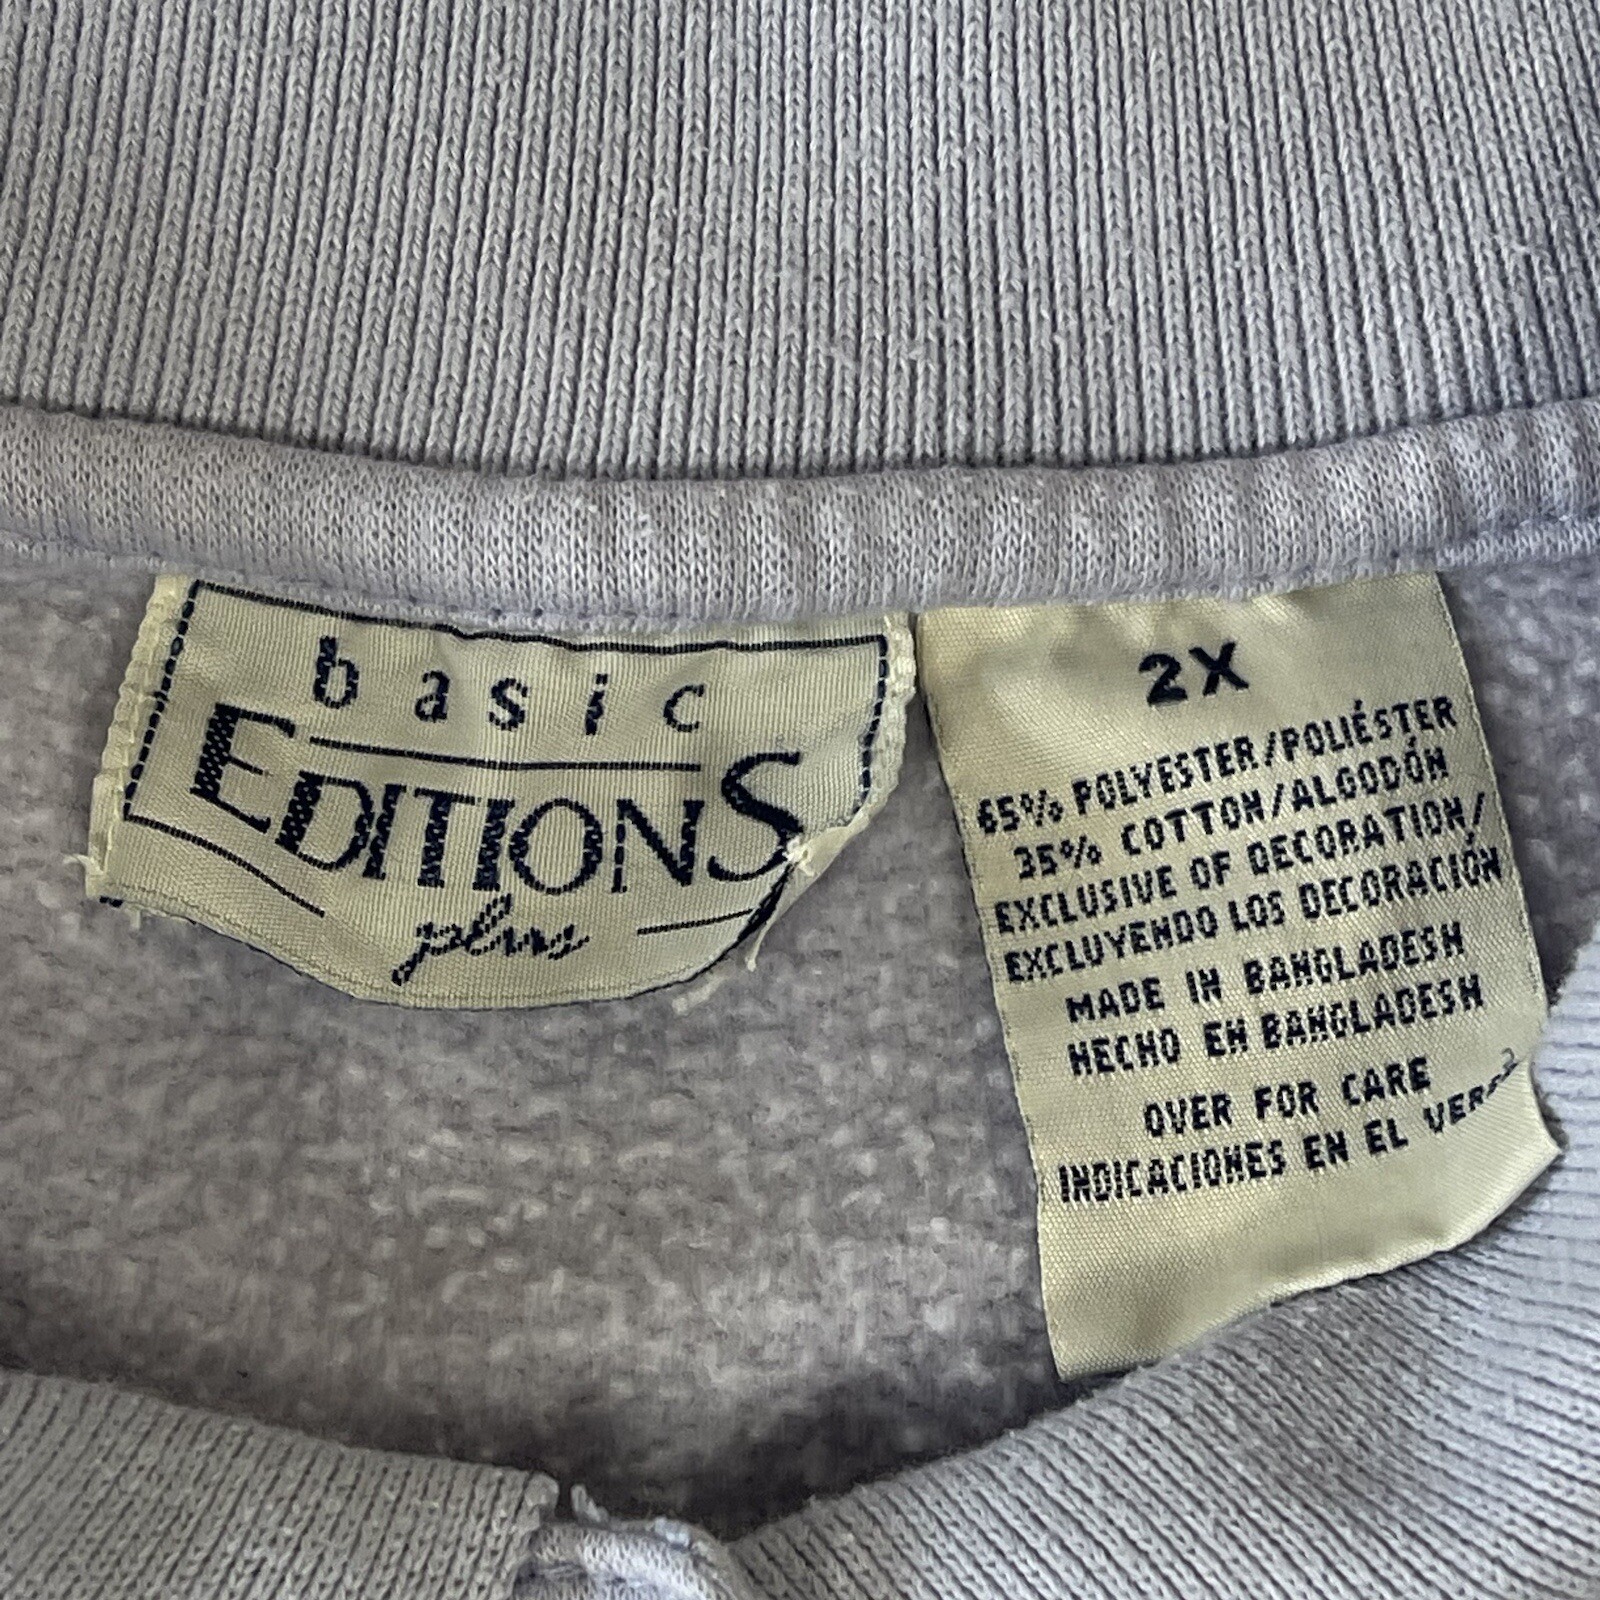 basic
EDITIONS
plus
2X
65% POLYESTER/POLIÉSTER
35% COTTON/ALGODÓN
EXCLUSIVE OF DECORATION/
EXCLUYENDO LOS DECORACIÓN
MADE IN BANGLADESH
HECHO EN BANGLADESH
OVER FOR CARE
INDICACIONES EN EL